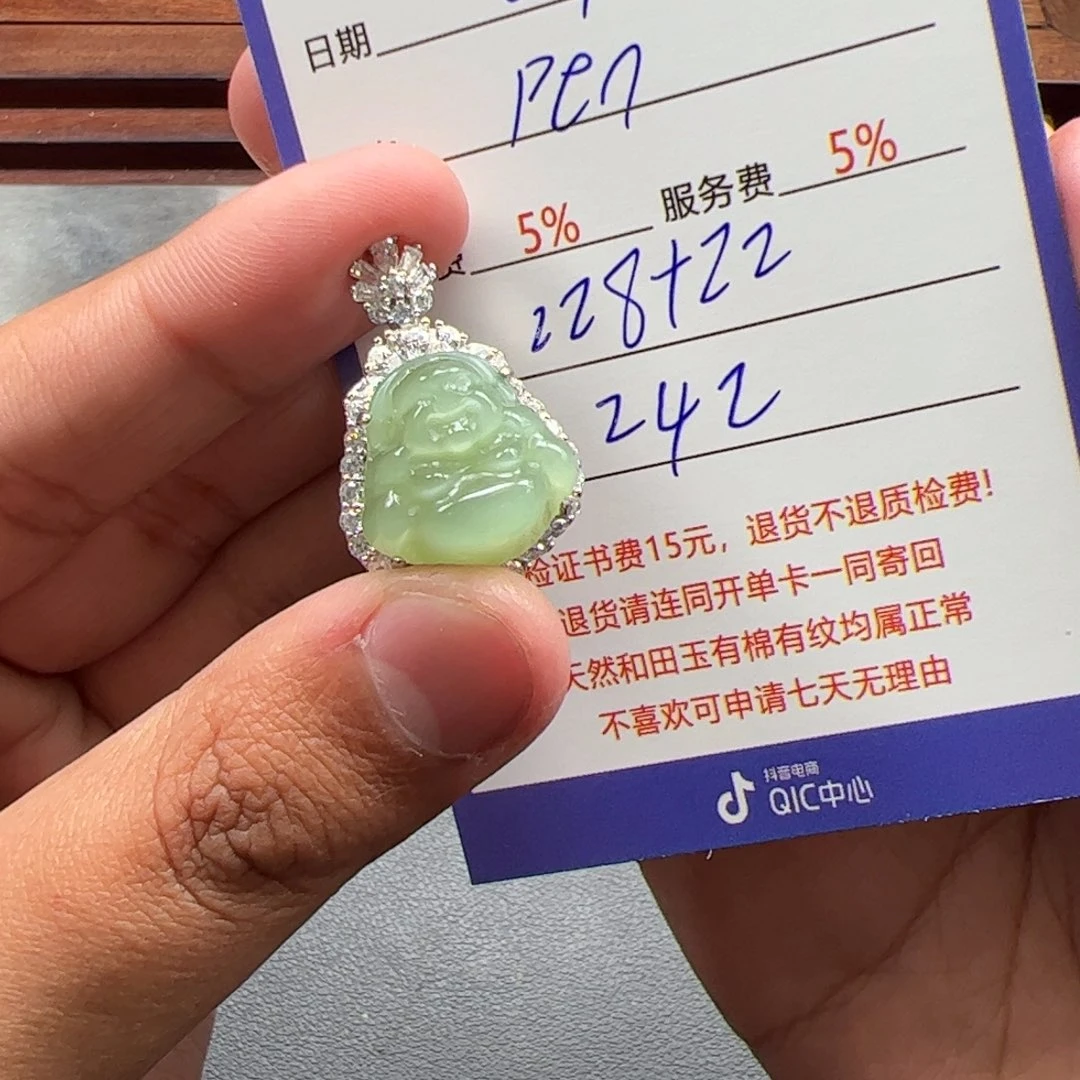 日期
pen
5% 服务费 5%
228+22
242
检证书费15元，退货不退质检费！
退货请连同开单卡一同寄回
天然和田玉有棉有纹均属正常
不喜欢可申请七天无理由
抖音电商
QIC中心